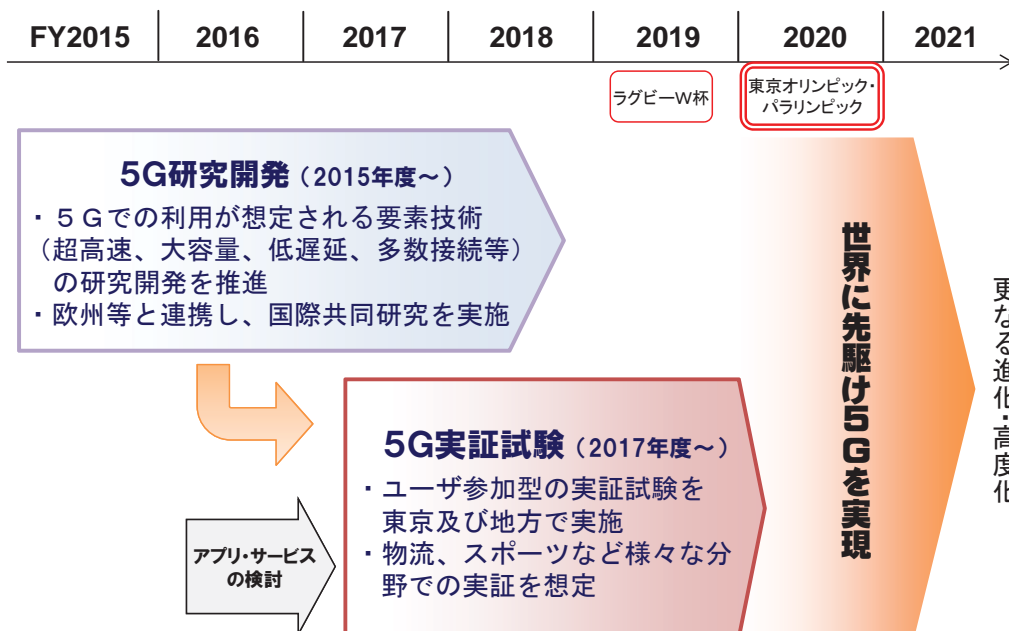 FY2015 2016 2017 2018 2019 2020 2021
ラグビーW杯
東京オリンピック・
パラリンピック
5G研究開発（2015年度～）
・５Ｇでの利用が想定される要素技術
（超高速、大容量、低遅延、多数接続等）
の研究開発を推進
・欧州等と連携し、国際共同研究を実施
5G実証試験（2017年度～）
・ユーザ参加型の実証試験を
東京及び地方で実施
・物流、スポーツなど様々な分
野での実証を想定
アプリ・サービス
の検討
世界に先駆け５Ｇを実現
更なる進化・高度化